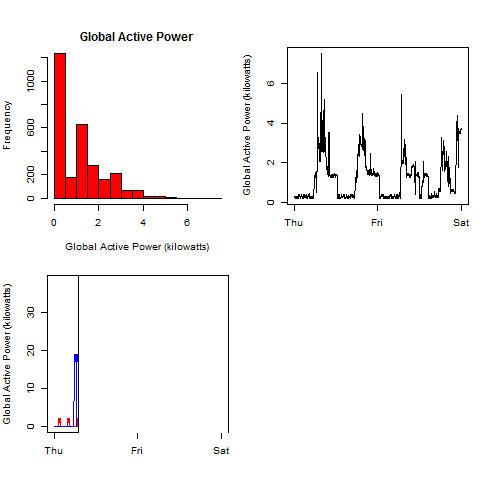 Global Active Power
Frequency
1000
600
200
0
0 2 4 6
Global Active Power (kilowatts)
Global Active Power (kilowatts)
6
4
2
0
Thu Fri Sat
Global Active Power (kilowatts)
30
20
10
0
Thu Fri Sat